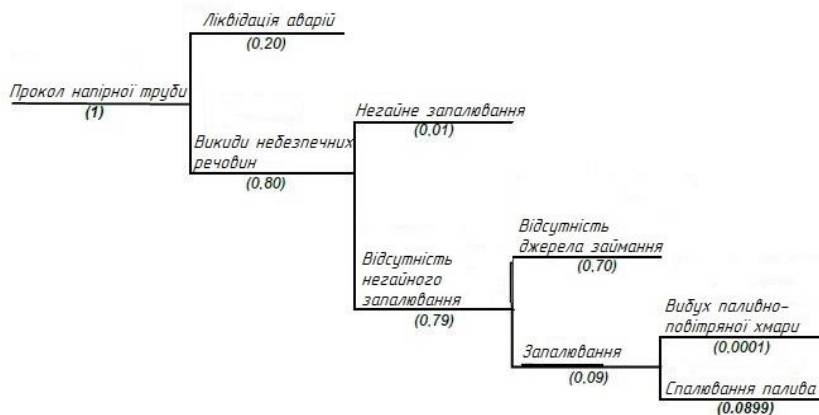 Ліквідація аварій
(0,20)
Прокол напірної труби
(1)
Негайне запалювання
(0,01)
Викиди небезпечних
речовин
(0,80)
Відсутність
джерела займання
(0,70)
Відсутність
негайного
запалювання
(0,79)
Вибух паливно-
повітряної хмари
(0,0001)
Запалювання
(0,09)
Спалювання палива
(0,0899)